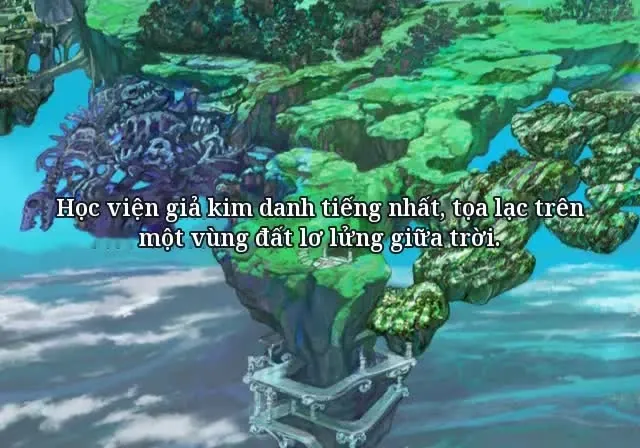 Học viện giả kim danh tiếng nhất, tọa lạc trên
một vùng đất lơ lửng giữa trời.